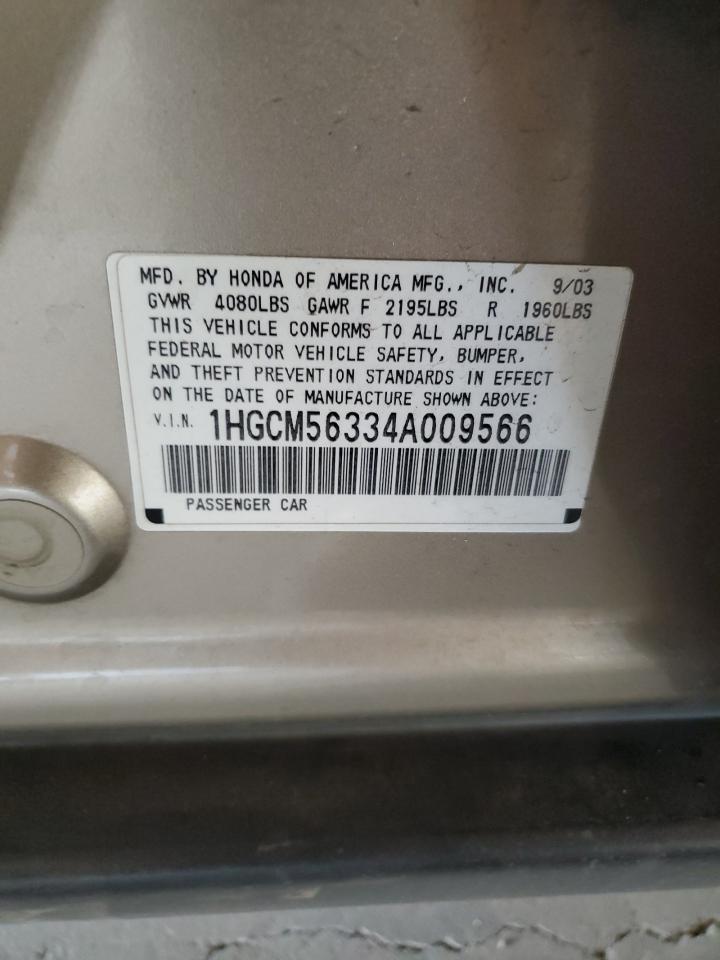 MFD. BY HONDA OF AMERICA MFG., INC. 9/03
GVWR 4080LBS GAWR F 2195LBS R 1960LBS
THIS VEHICLE CONFORMS TO ALL APPLICABLE
FEDERAL MOTOR VEHICLE SAFETY, BUMPER,
AND THEFT PREVENTION STANDARDS IN EFFECT
ON THE DATE OF MANUFACTURE SHOWN ABOVE:
V.I.N. 1HGCM56334A009566
PASSENGER CAR